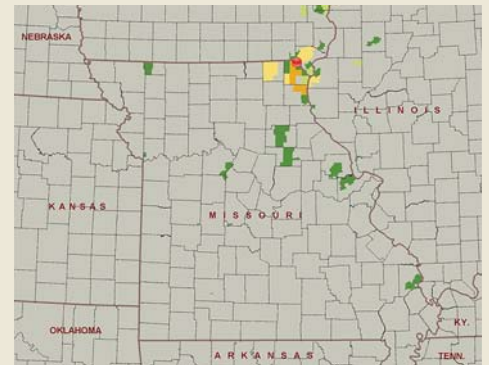 NEBRASKA
ILLINOIS
KANSAS
MISSOURI
KY.
OKLAHOMA
ARKANSAS
TENN.